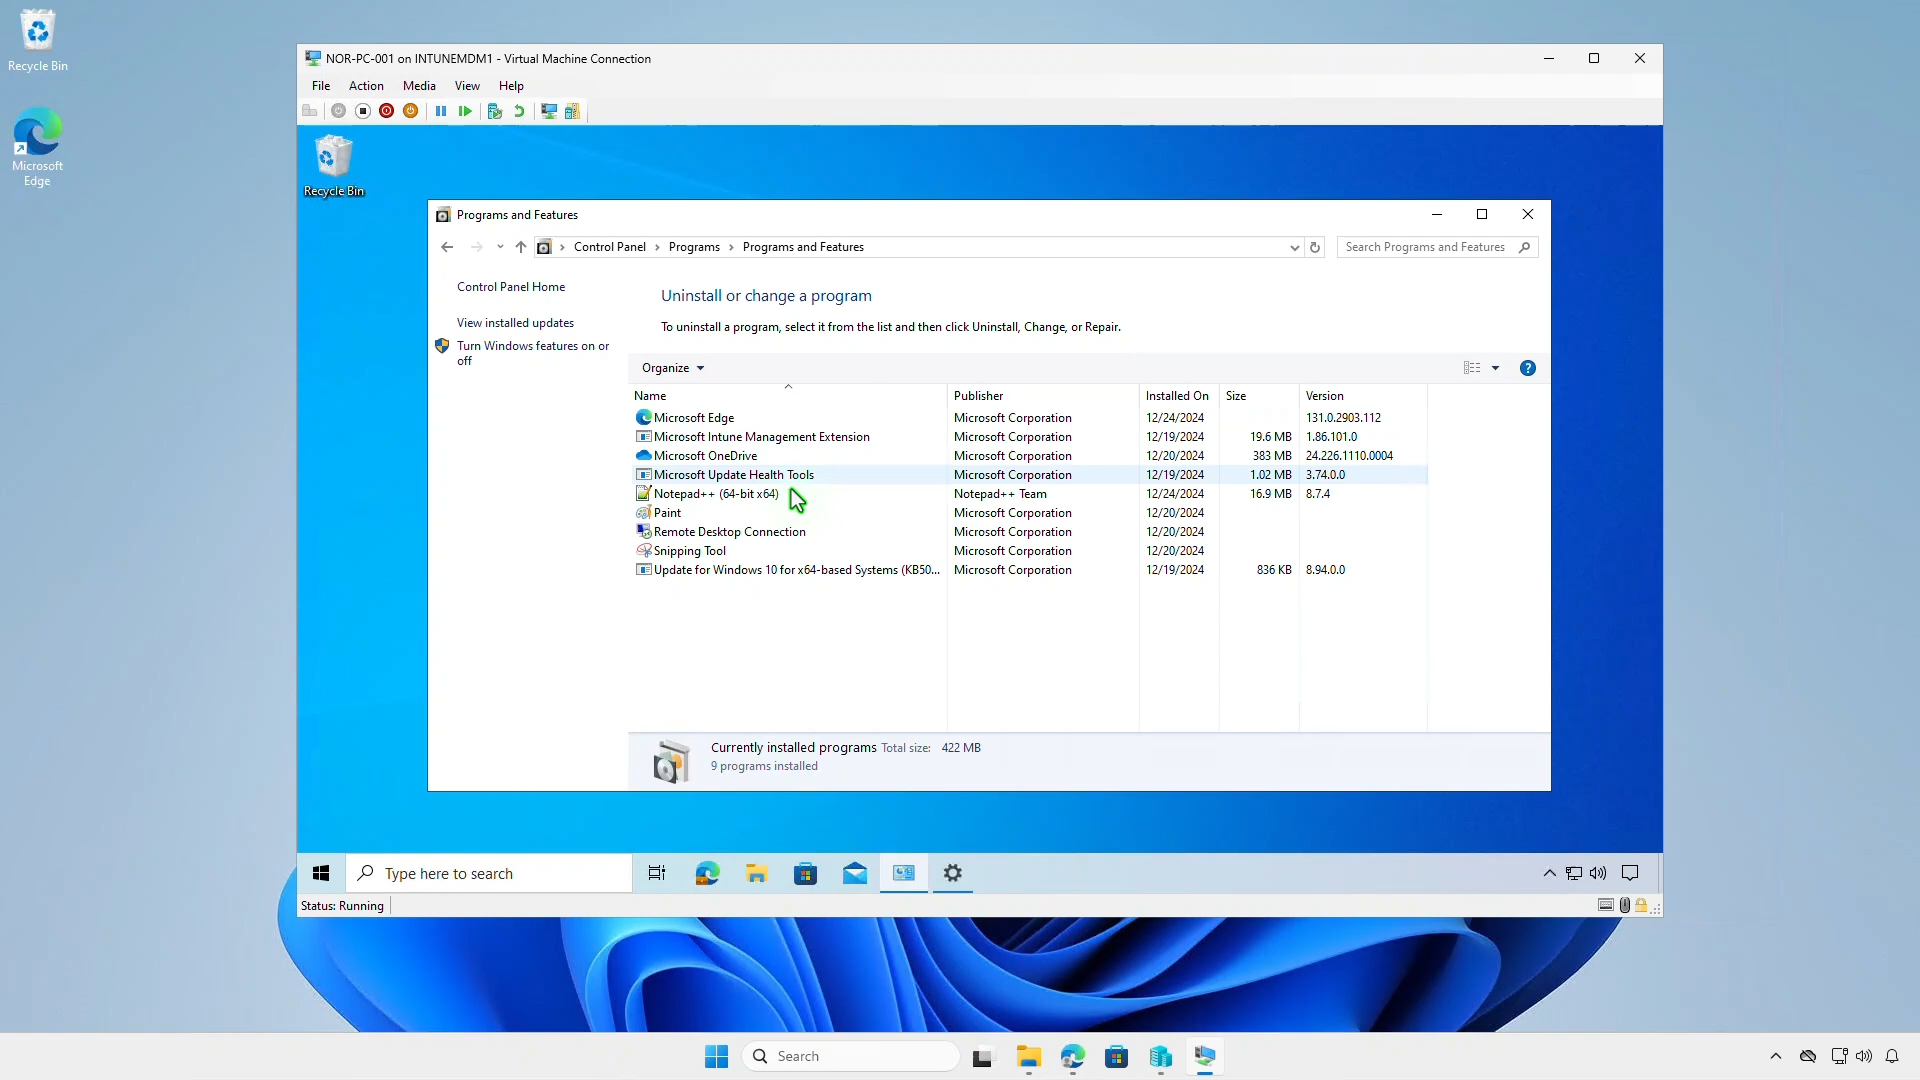 Recycle Bin
Microsoft
Edge
NOR-PC-001 on INTUNEMDM1 - Virtual Machine Connection
File Action Media View Help
Recycle Bin
Programs and Features
Control Panel Programs Programs and Features
Search Programs and Features
Control Panel Home
View installed updates
Turn Windows features on or
off
Uninstall or change a program
To uninstall a program, select it from the list and then click Uninstall, Change, or Repair.
Organize
Name Publisher Installed On Size Version
Microsoft Edge Microsoft Corporation 12/24/2024 131.0.2903.112
Microsoft Intune Management Extension Microsoft Corporation 12/19/2024 19.6 MB 1.86.101.0
Microsoft OneDrive Microsoft Corporation 12/20/2024 383 MB 24.226.1110.0004
Microsoft Update Health Tools Microsoft Corporation 12/19/2024 1.02 MB 3.74.0.0
Notepad++ (64-bit x64) Notepad++ Team 12/24/2024 16.9 MB 8.7.4
Paint Microsoft Corporation 12/20/2024
Remote Desktop Connection Microsoft Corporation 12/20/2024
Snipping Tool Microsoft Corporation 12/20/2024
Update for Windows 10 for x64-based Systems (KB50... Microsoft Corporation 12/19/2024 836 KB 8.94.0.0
Currently installed programs Total size: 422 MB
9 programs installed
Type here to search
Status: Running
Search